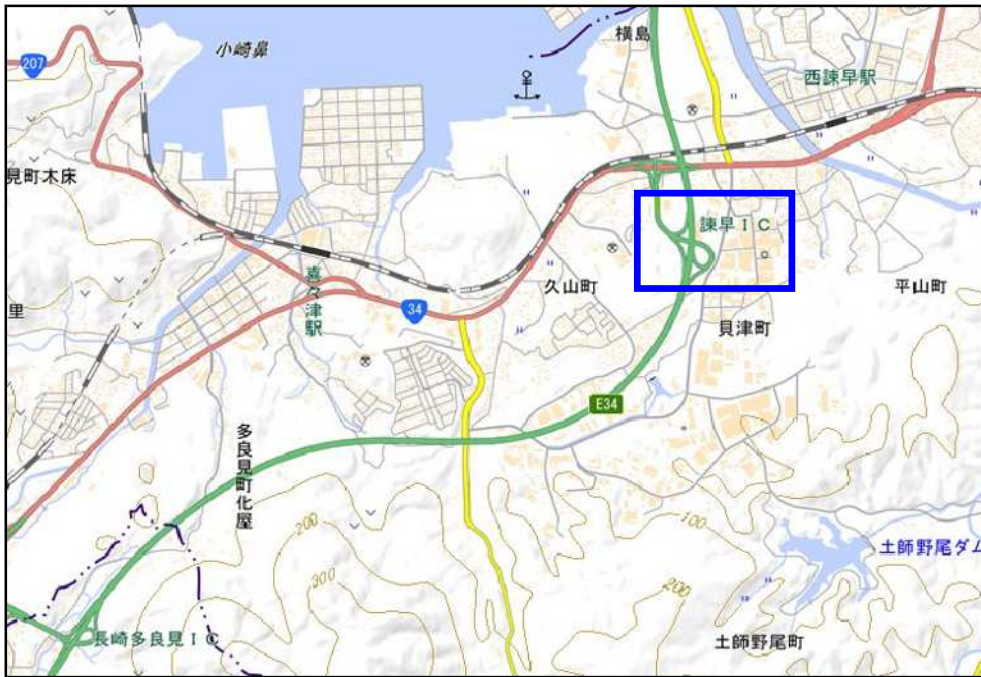 小崎鼻
横島
207
西諫早駅
見町木床
諫早ＩＣ
久山町
平山町
里
喜々津駅
34
貝津町
E34
多良見町化屋
200
100
土師野尾ダム
300
200
長崎多良見ＩＣ
土師野尾町